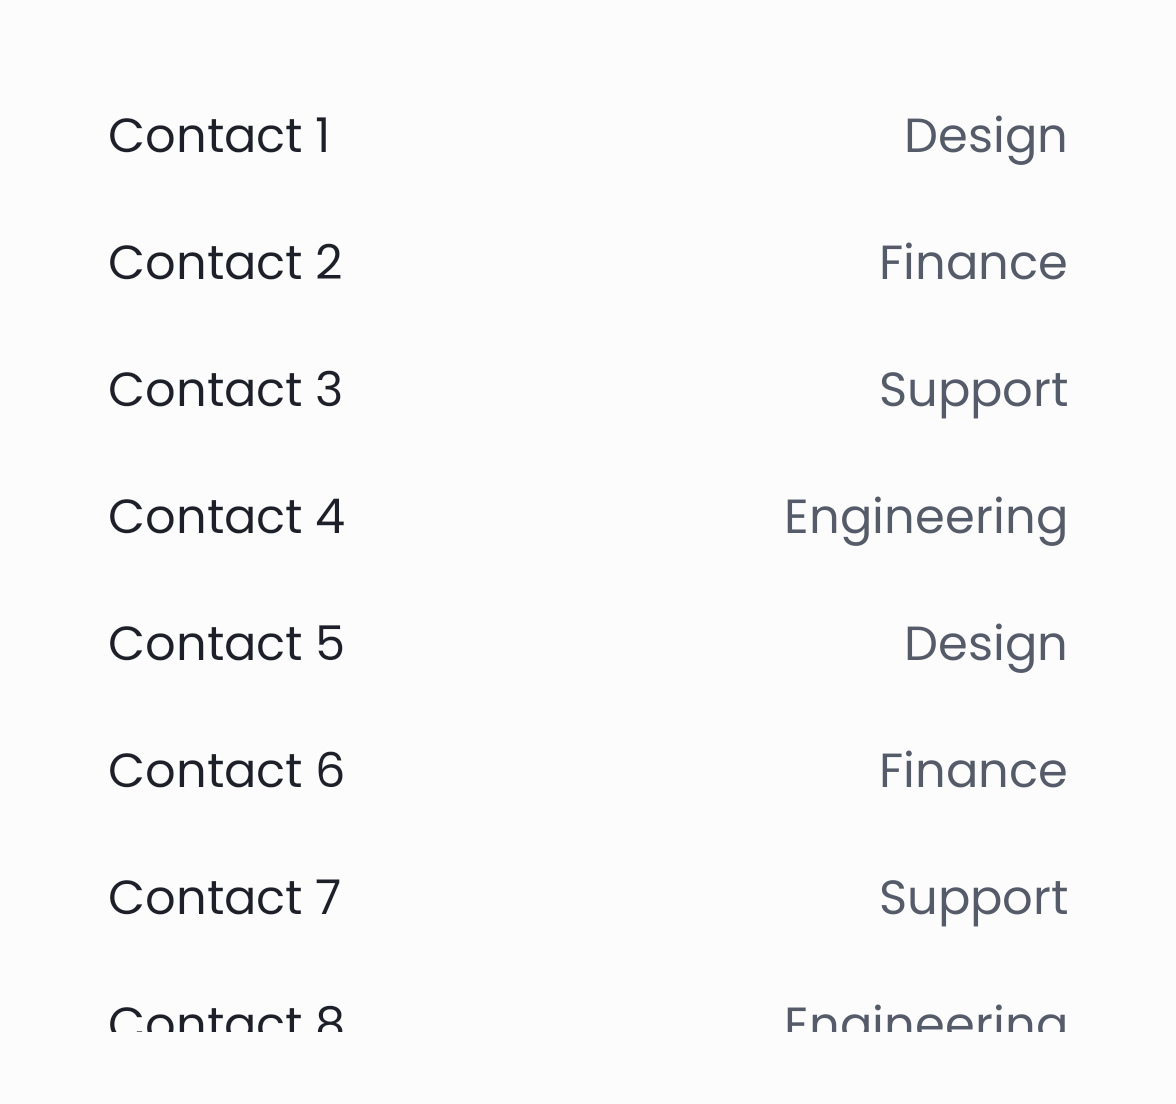 Contact 1 Design
Contact 2 Finance
Contact 3 Support
Contact 4 Engineering
Contact 5 Design
Contact 6 Finance
Contact 7 Support
Contact 8 Engineering